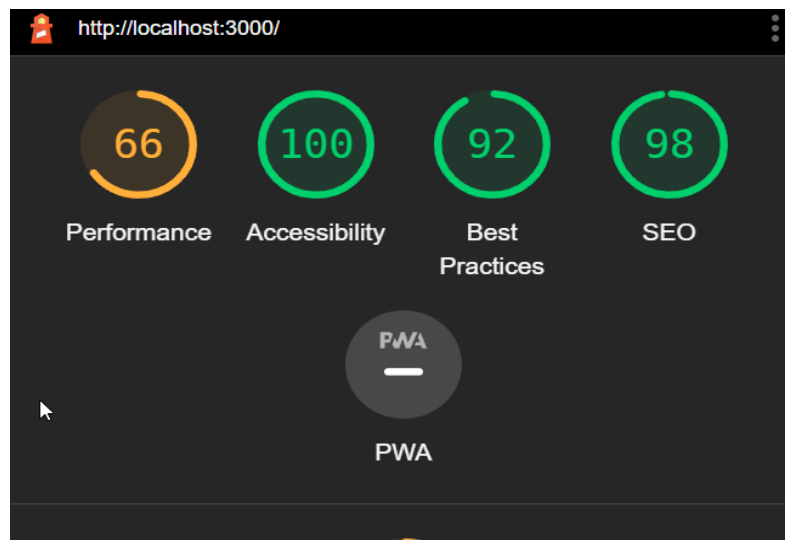 http://localhost:3000/
66
100
92
98
Performance
Accessibility
Best
Practices
SEO
PWA
PWA